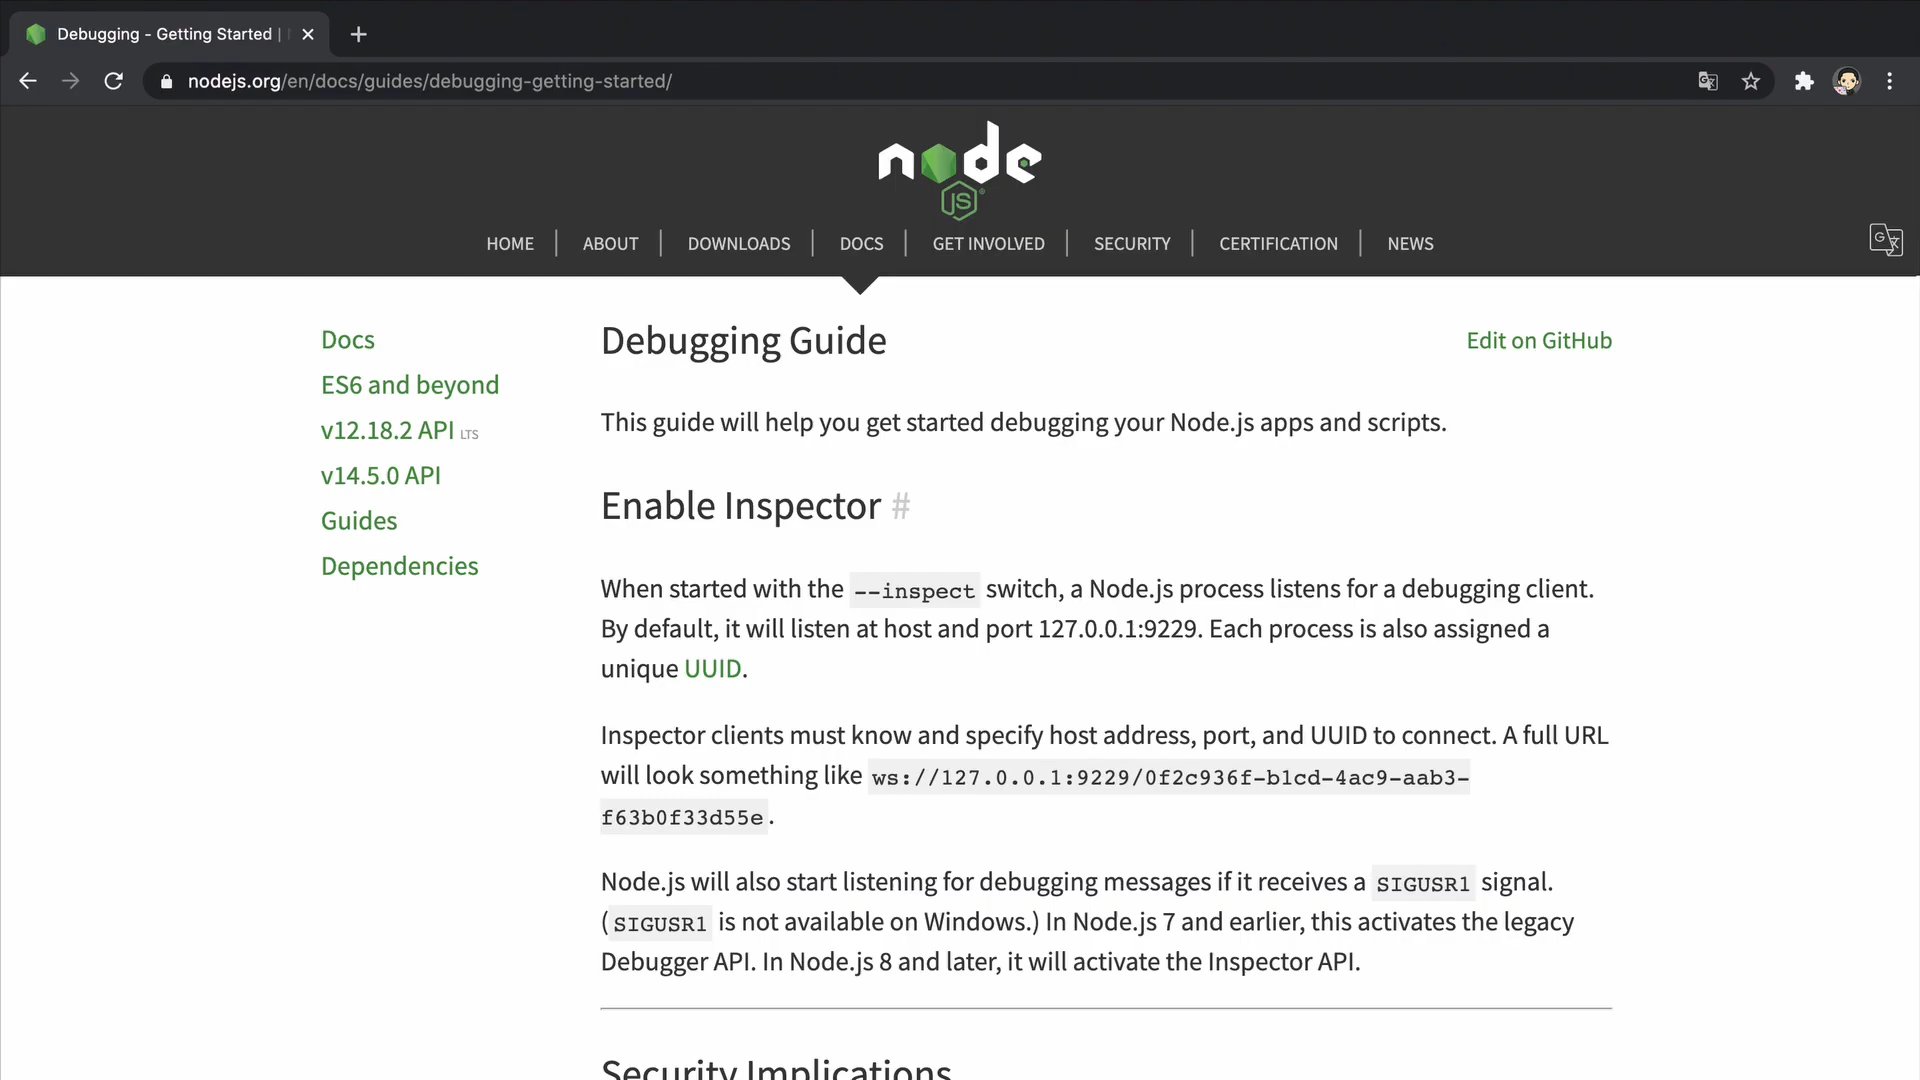 Debugging - Getting Started |
nodejs.org/en/docs/guides/debugging-getting-started/
node
JS
HOME | ABOUT | DOWNLOADS | DOCS | GET INVOLVED | SECURITY | CERTIFICATION | NEWS
Docs
ES6 and beyond
v12.18.2 API LTS
v14.5.0 API
Guides
Dependencies
Debugging Guide
Edit on GitHub
This guide will help you get started debugging your Node.js apps and scripts.
Enable Inspector #
When started with the --inspect switch, a Node.js process listens for a debugging client.
By default, it will listen at host and port 127.0.0.1:9229. Each process is also assigned a
unique UUID.
Inspector clients must know and specify host address, port, and UUID to connect. A full URL
will look something like ws://127.0.0.1:9229/0f2c936f-b1cd-4ac9-aab3-
f63b0f33d55e.
Node.js will also start listening for debugging messages if it receives a SIGUSR1 signal.
(SIGUSR1 is not available on Windows.) In Node.js 7 and earlier, this activates the legacy
Debugger API. In Node.js 8 and later, it will activate the Inspector API.
Security Implications